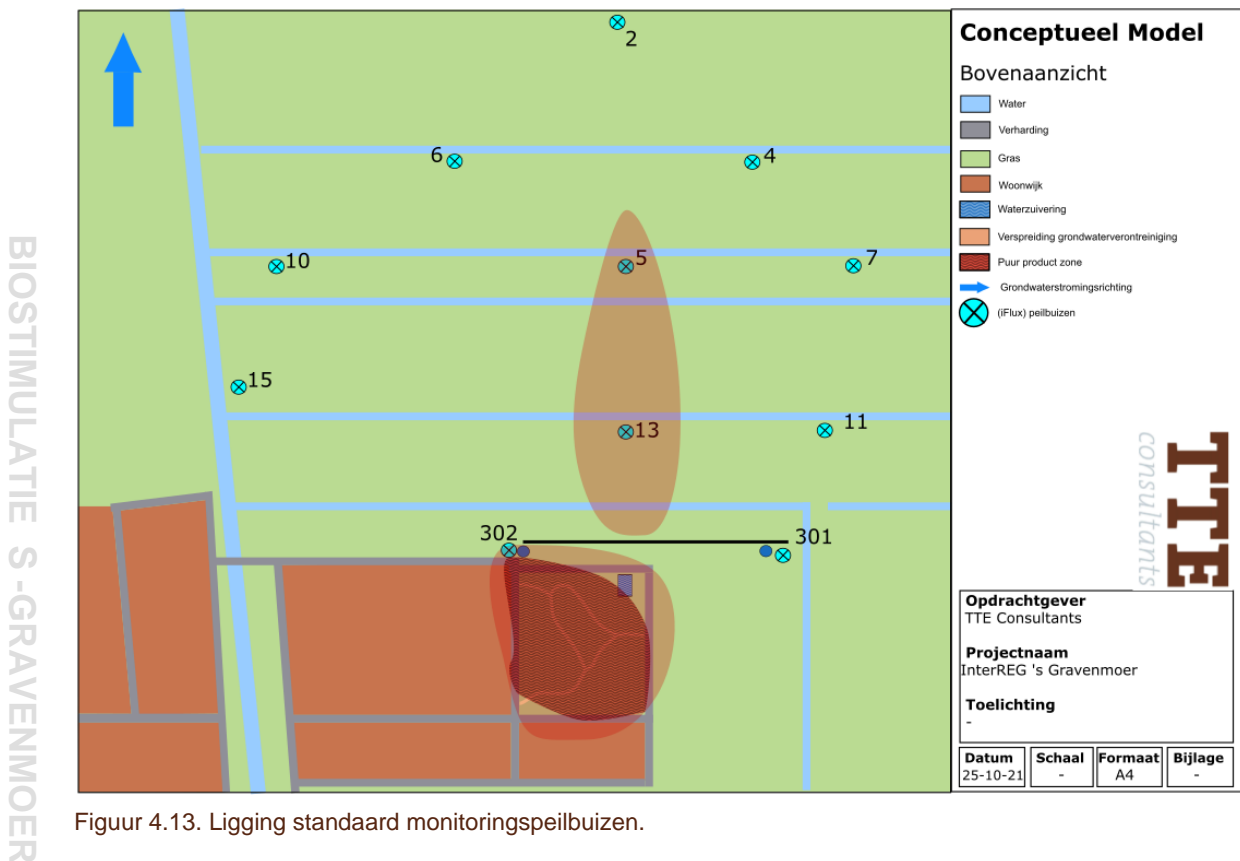 BIOSTIMULATIE S -GRAVENMOER
2
6
4
10
5
7
15
13
11
302
301
Conceptueel Model
Bovenaanzicht
Water
Verharding
Gras
Woonwijk
Waterzuivering
Verspreiding grondwaterverontreiniging
Puur product zone
Grondwaterstromingsrichting
(iFlux) peilbuizen
TTE
consultants
Opdrachtgever
TTE Consultants
Projectnaam
InterREG 's Gravenmoer
Toelichting
-
Datum Schaal Formaat Bijlage
25-10-21 - A4 -
Figuur 4.13. Ligging standaard monitoringspeilbuizen.